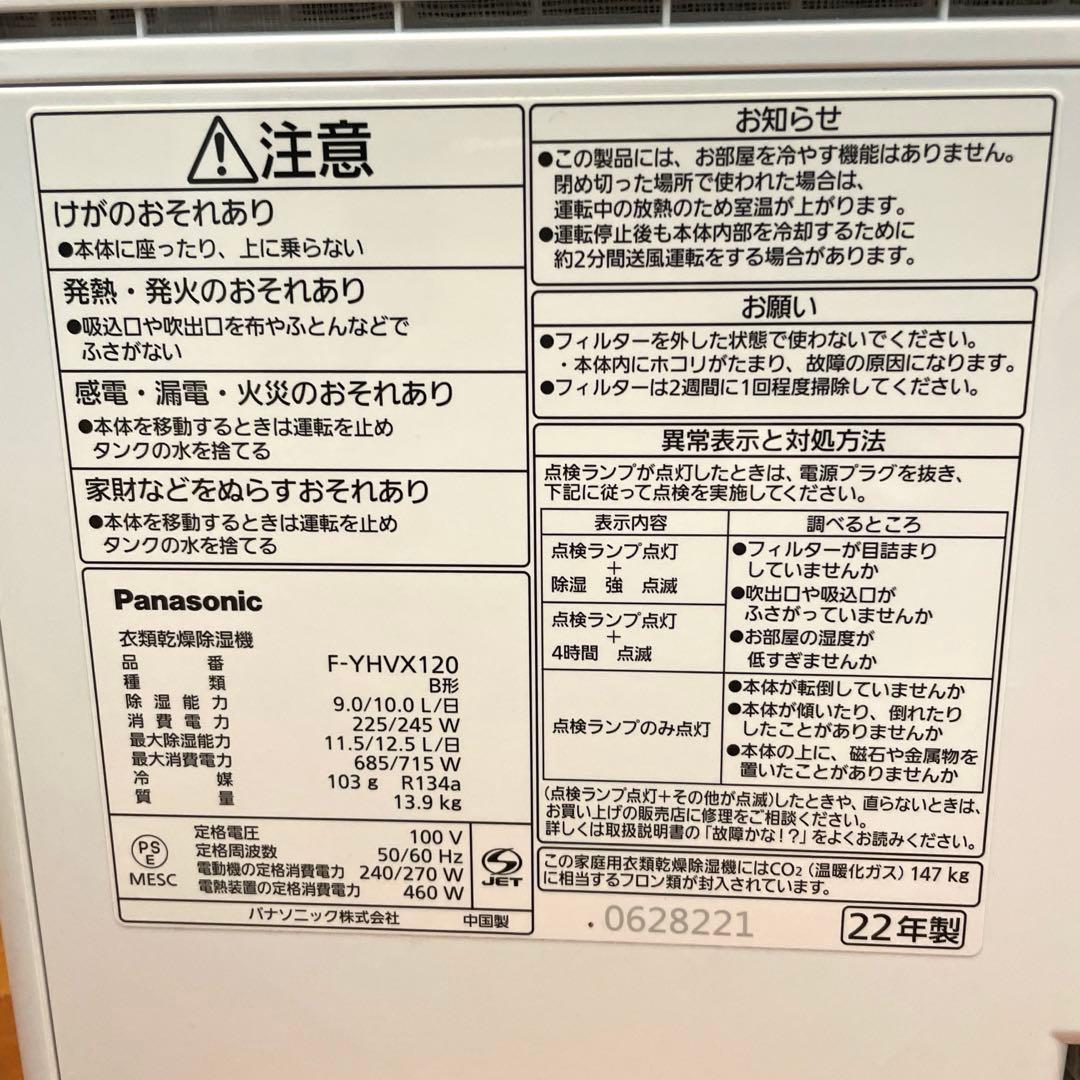 注意
けがのおそれあり
●本体に座ったり、上に乗らない
発熱・発火のおそれあり
●吸込口や吹出口を布やふとんなどで
ふさがない
感電・漏電・火災のおそれあり
●本体を移動するときは運転を止め
タンクの水を捨てる
家財などをぬらすおそれあり
●本体を移動するときは運転を止め
タンクの水を捨てる
Panasonic
衣類乾燥除湿機
品番 F-YHVX120
種類 B形
除湿能力 9.0/10.0 L/日
消費電力 225/245 W
最大除湿能力 11.5/12.5 L/日
最大消費電力 685/715 W
冷媒 103 g R134a
質量 13.9 kg
PS
E
MESC
定格電圧 100 V
定格周波数 50/60 Hz
電動機の定格消費電力 240/270 W
電熱装置の定格消費電力 460 W
JET
パナソニック株式会社 中国製
お知らせ
●この製品には、お部屋を冷やす機能はありません。
閉め切った場所で使われた場合は、
運転中の放熱のため室温が上がります。
●運転停止後も本体内部を冷却するために
約2分間送風運転をする場合があります。
お願い
●フィルターを外した状態で使わないでください。
・本体内にホコリがたまり、故障の原因になります。
●フィルターは2週間に1回程度掃除してください。
異常表示と対処方法
点検ランプが点灯したときは、電源プラグを抜き、
下記に従って点検を実施してください。
表示内容 調べるところ
点検ランプ点灯
+
除湿 強 点滅
点検ランプ点灯
+
4時間 点滅
●フィルターが目詰まり
していませんか
●吹出口や吸込口が
ふさがっていませんか
●お部屋の湿度が
低すぎませんか
点検ランプのみ点灯
●本体が転倒していませんか
●本体が傾いたり、倒れたり
したことがありませんか
●本体の上に、磁石や金属物を
置いたことがありませんか
(点検ランプ点灯+その他が点滅)したときや、直らないときは、
お買い上げの販売店に修理をご相談ください。
詳しくは取扱説明書の「故障かな!?」をよくお読みください。
この家庭用衣類乾燥除湿機にはCO₂(温暖化ガス)147 kg
に相当するフロン類が封入されています。
.0628221
22年製